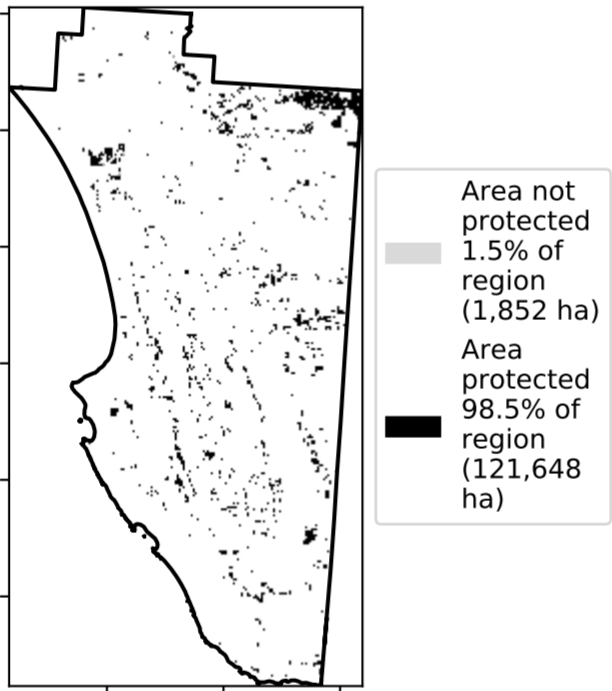 Area not
protected
1.5% of
region
(1,852 ha)
Area
protected
98.5% of
region
(121,648
ha)